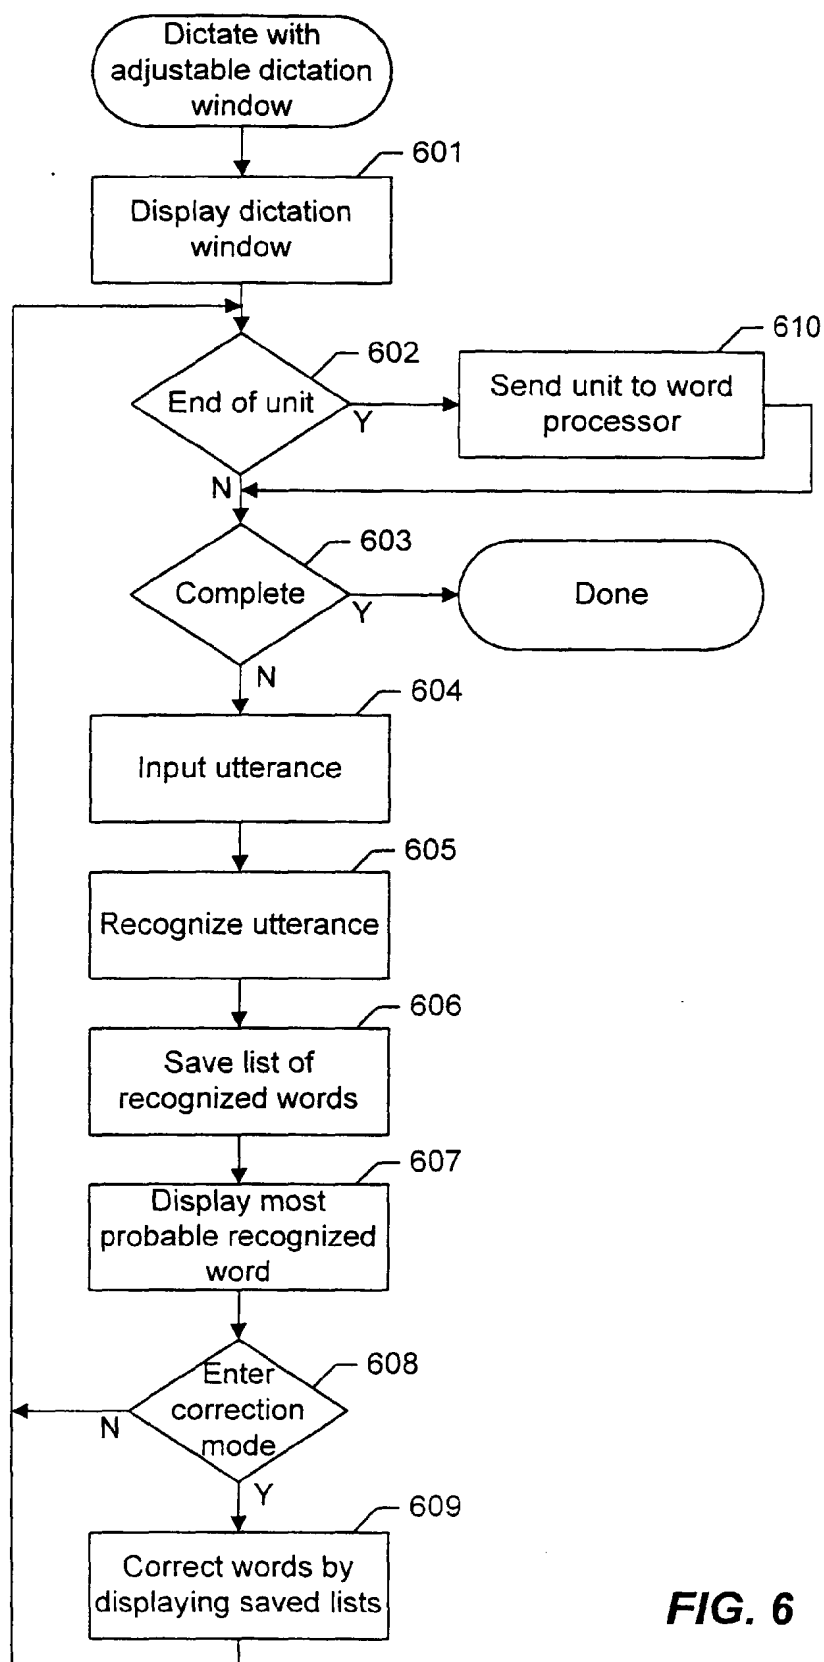 Dictate with
adjustable dictation
window
601
Display dictation
window
602
End of unit
Y
N
610
Send unit to word
processor
603
Complete
Y
N
Done
604
Input utterance
605
Recognize utterance
606
Save list of
recognized words
607
Display most
probable recognized
word
608
Enter
correction
mode
N
Y
609
Correct words by
displaying saved lists
FIG. 6